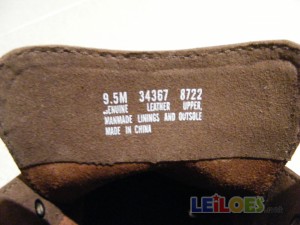 9.5M 34367 8722
GENUINE LEATHER UPPER,
MANMADE LININGS AND OUTSOLE
MADE IN CHINA
LEiLOES